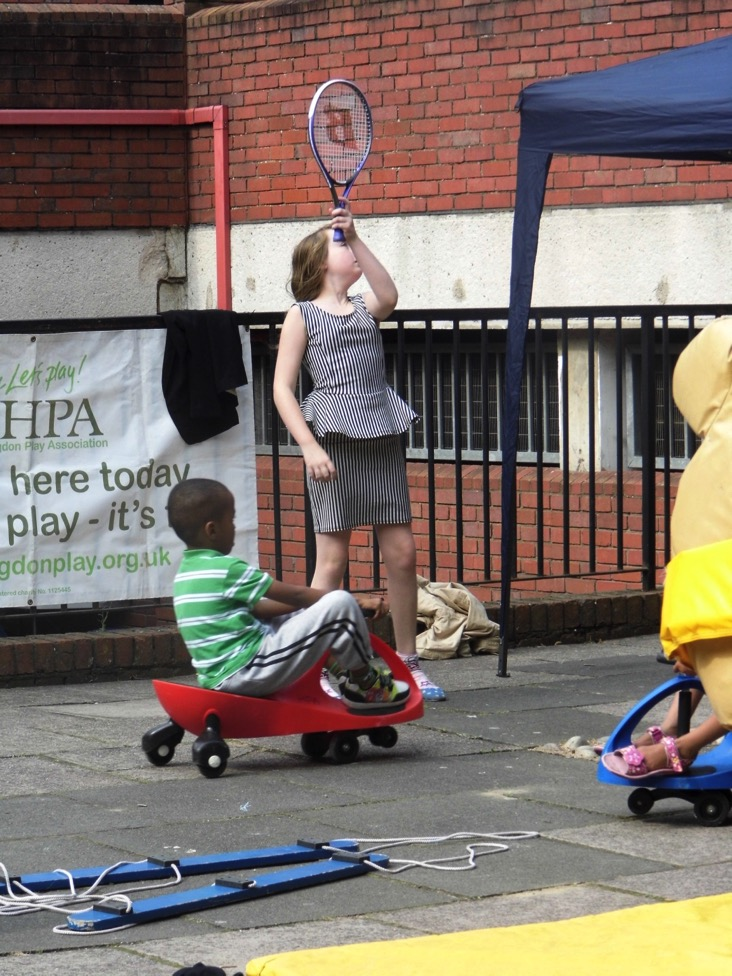 Let's play!
HPA
gdon Play Association
here today
play - it's
gdonplay.org.uk